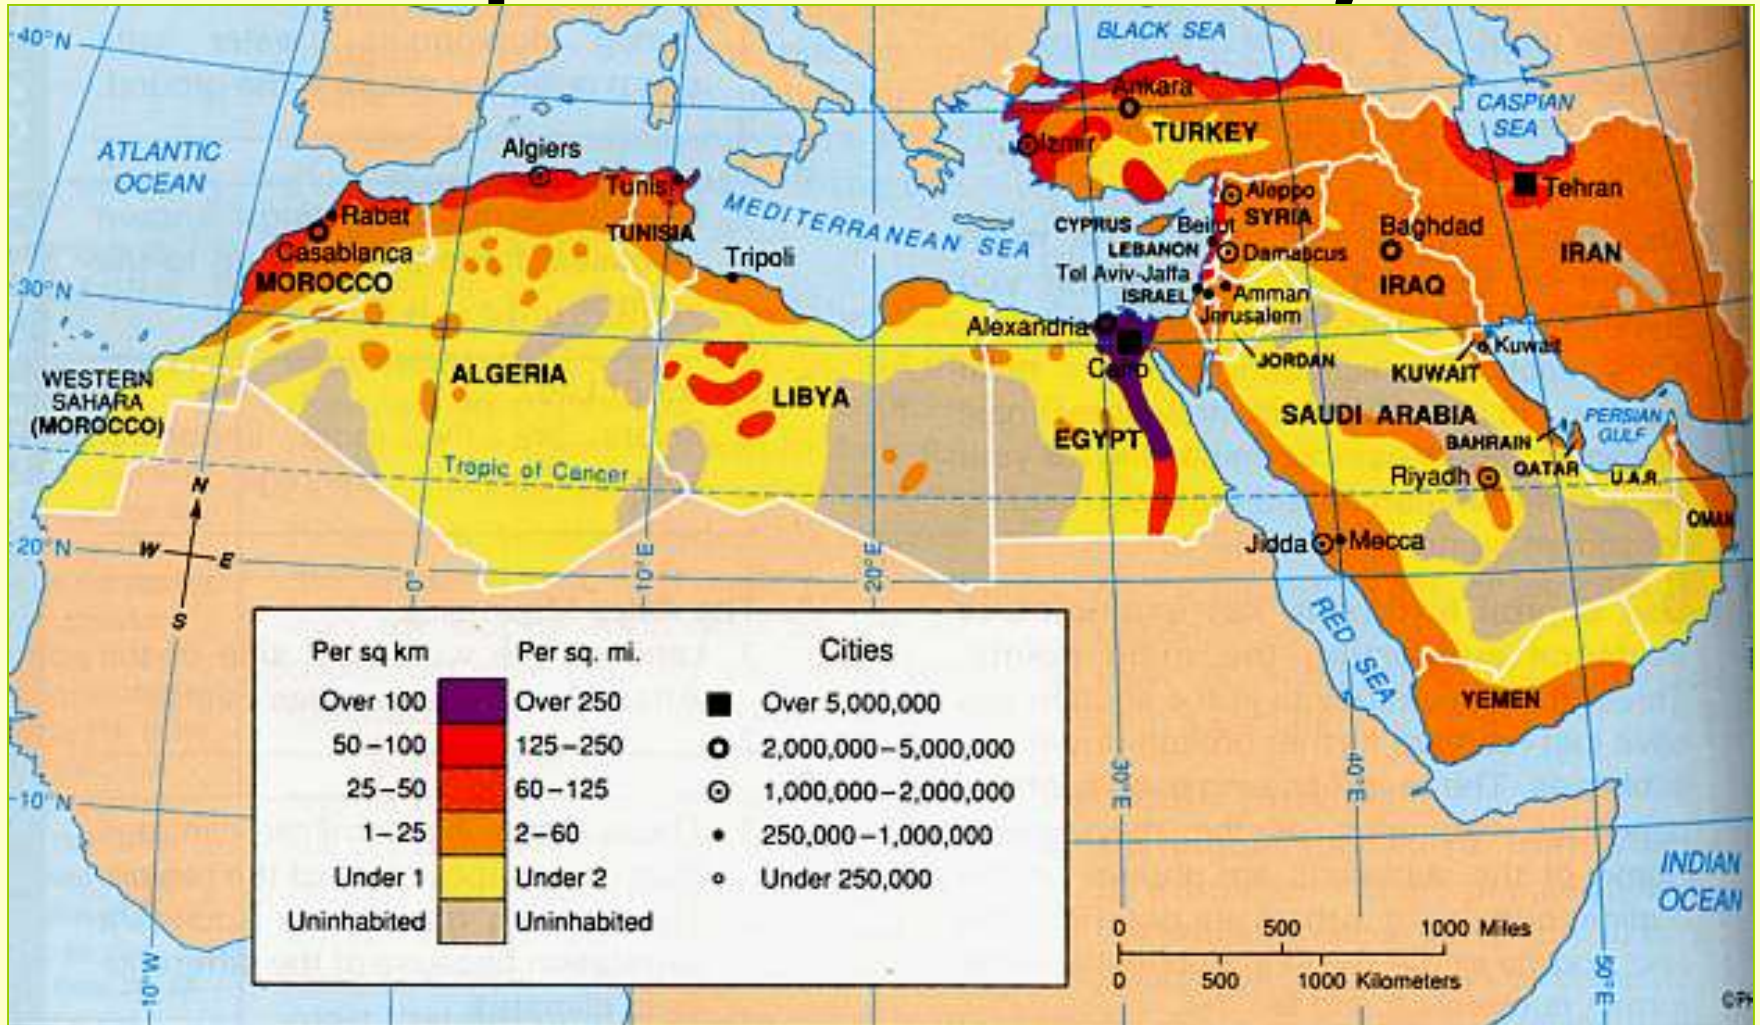 40°N
BLACK SEA
Ankara
CASPIAN
SEA
ATLANTIC
OCEAN
Algiers
Izmir
TURKEY
Tunis
Tehran
Rabat
Aleppo
SYRIA
MEDITERRANEAN SEA
CYPRUS
Beirut
Baghdad
TUNISIA
Casablanca
LEBANON
Damascus
IRAN
Tripoli
Tel Aviv-Jaffa
MOROCCO
IRAQ
30°N
ISRAEL
Amman
Jerusalem
Alexandria
Kuwait
JORDAN
Cairo
KUWAIT
ALGERIA
WESTERN
SAHARA
(MOROCCO)
LIBYA
SAUDI ARABIA
PERSIAN
GULF
EGYPT
BAHRAIN
QATAR
Tropic of Cancer
Riyadh
U.A.R.
N
OMAN
20°N
W
E
Jidda
Mecca
S
0°
10°E
20°E
RED SEA
YEMEN
30°E
40°E
10°N
10°W
50°E
INDIAN
OCEAN
Per sq km
Per sq. mi.
Cities
Over 100
Over 250
Over 5,000,000
50–100
125–250
2,000,000–5,000,000
25–50
60–125
1,000,000–2,000,000
1–25
2–60
250,000–1,000,000
Under 1
Under 2
Under 250,000
Uninhabited
Uninhabited
0 500 1000 Miles
0 500 1000 Kilometers